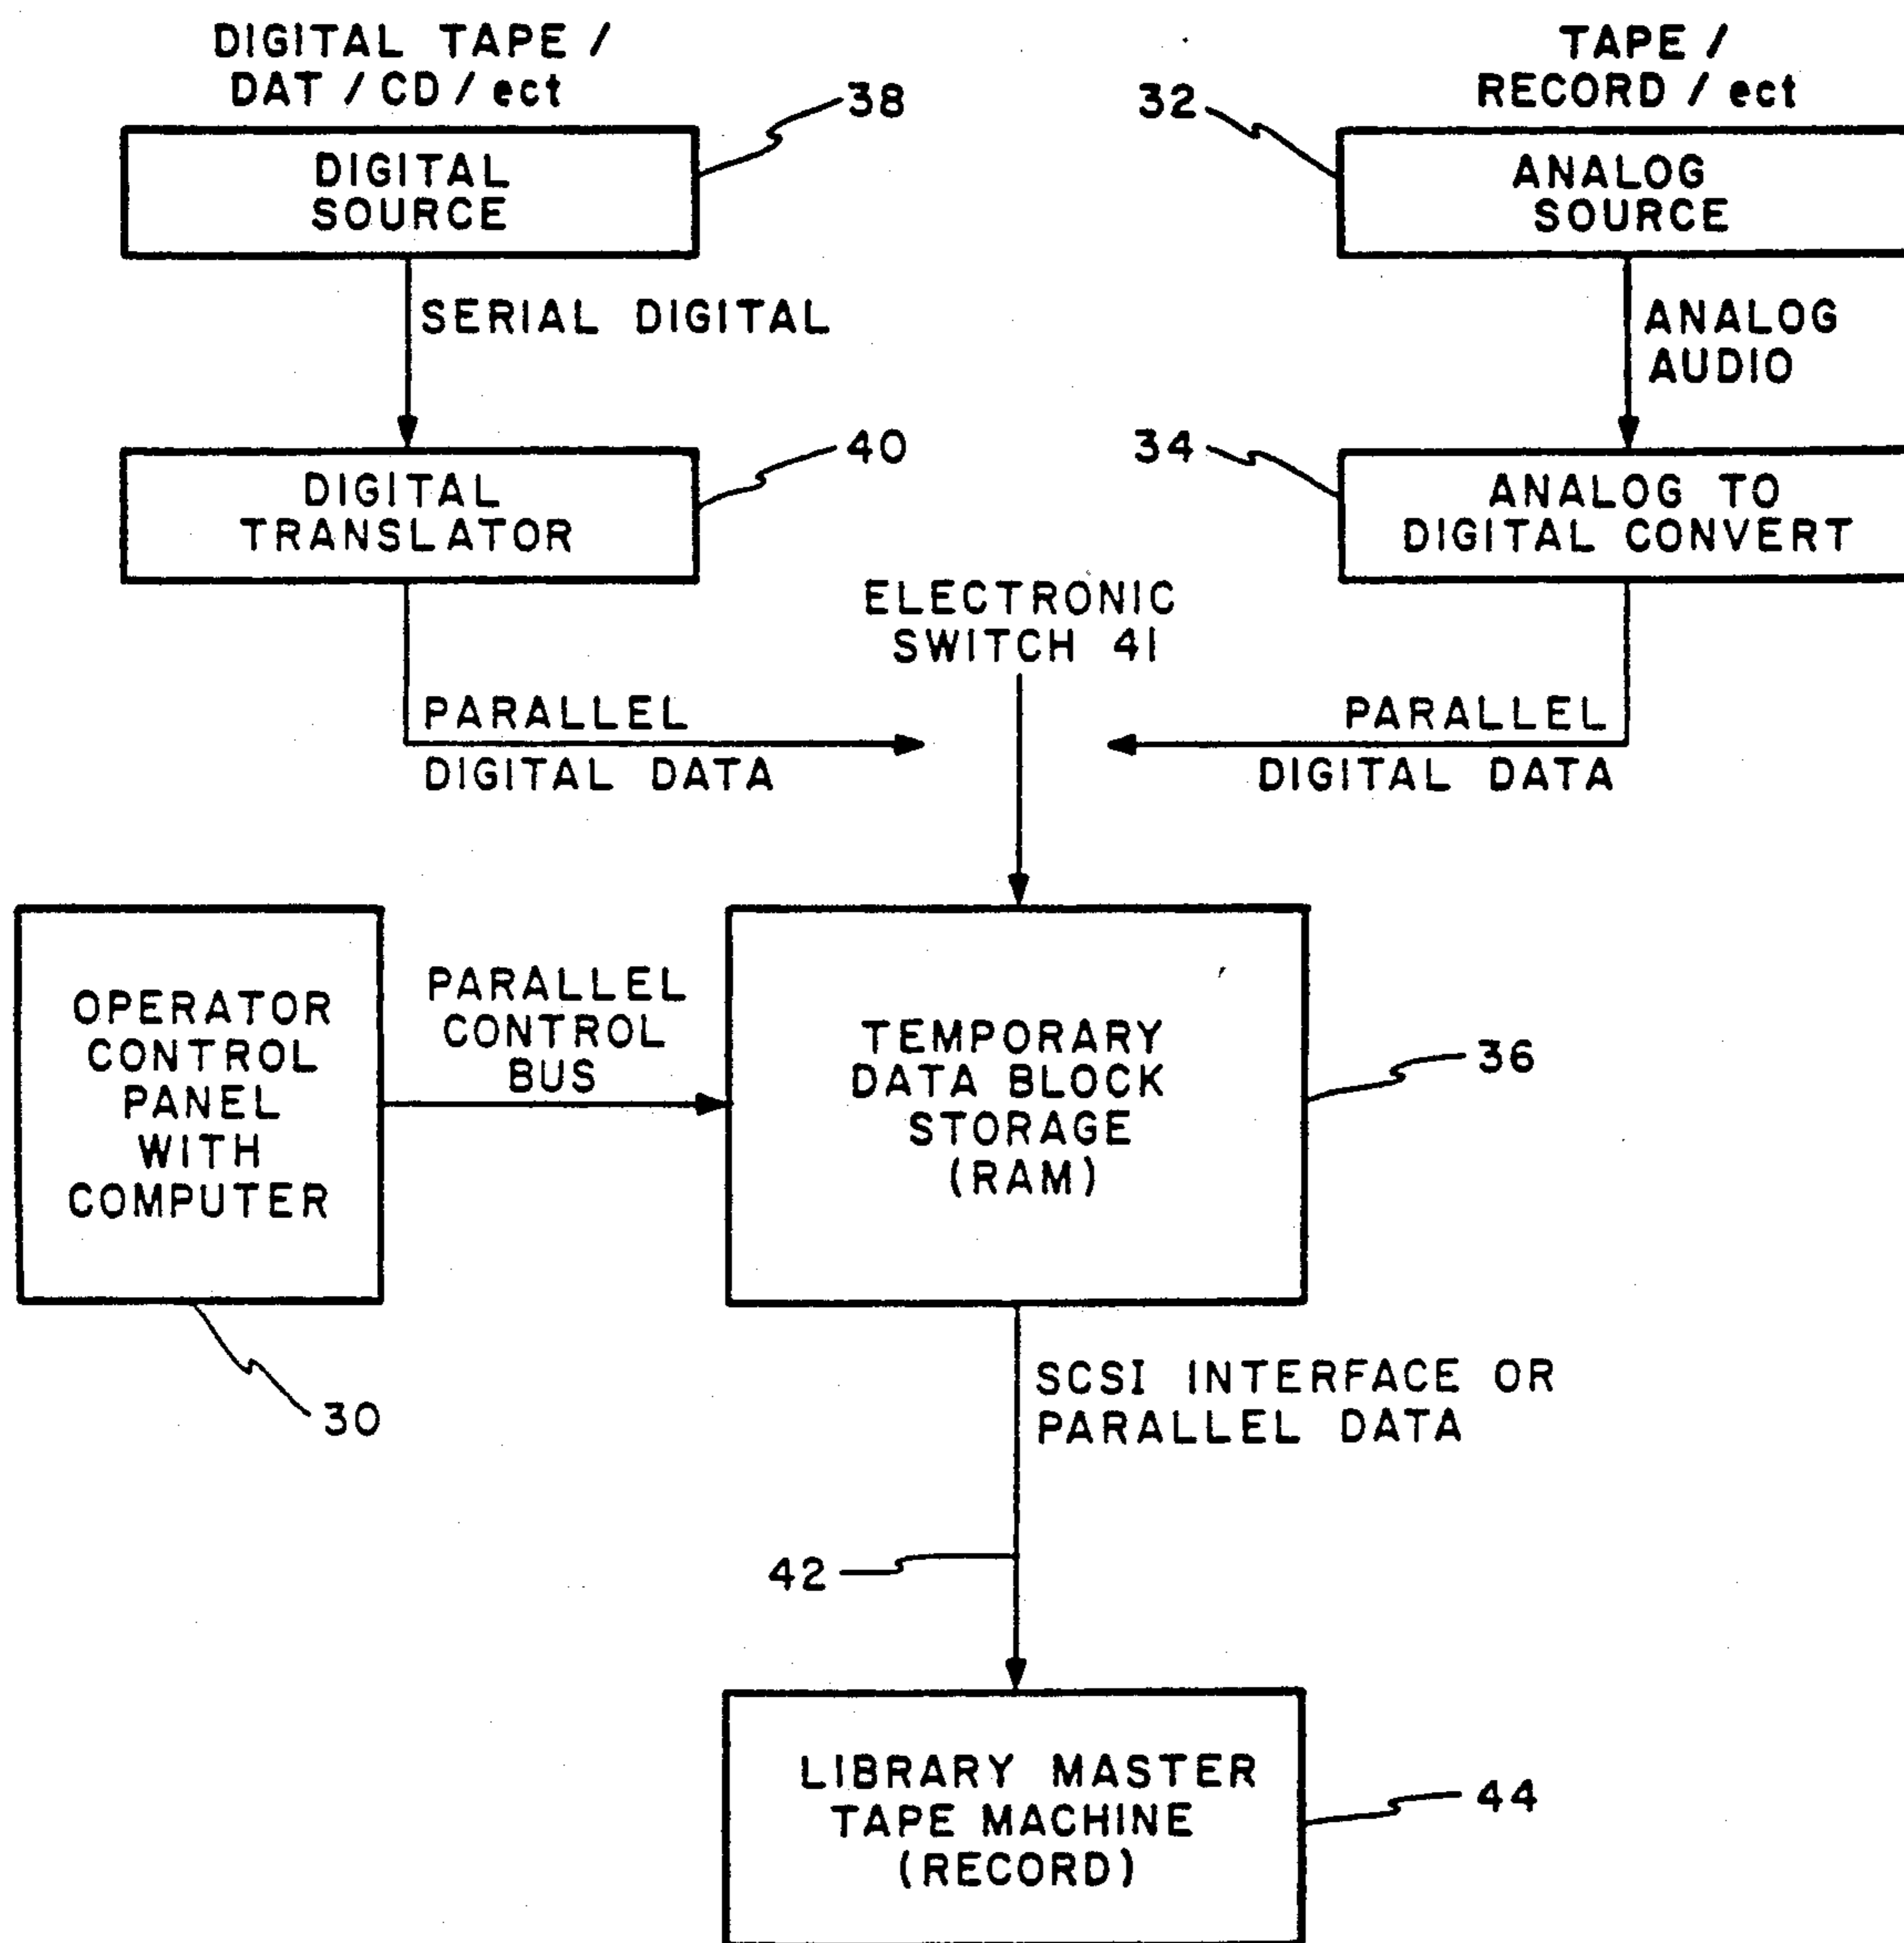 DIGITAL TAPE /
DAT / CD / ect
38
DIGITAL
SOURCE
SERIAL DIGITAL
40
DIGITAL
TRANSLATOR
PARALLEL
DIGITAL DATA
TAPE /
RECORD / ect
32
ANALOG
SOURCE
ANALOG
AUDIO
34
ANALOG TO
DIGITAL CONVERT
PARALLEL
DIGITAL DATA
ELECTRONIC
SWITCH 41
OPERATOR
CONTROL
PANEL
WITH
COMPUTER
30
PARALLEL
CONTROL
BUS
TEMPORARY
DATA BLOCK
STORAGE
(RAM)
36
SCSI INTERFACE OR
PARALLEL DATA
42
LIBRARY MASTER
TAPE MACHINE
(RECORD)
44